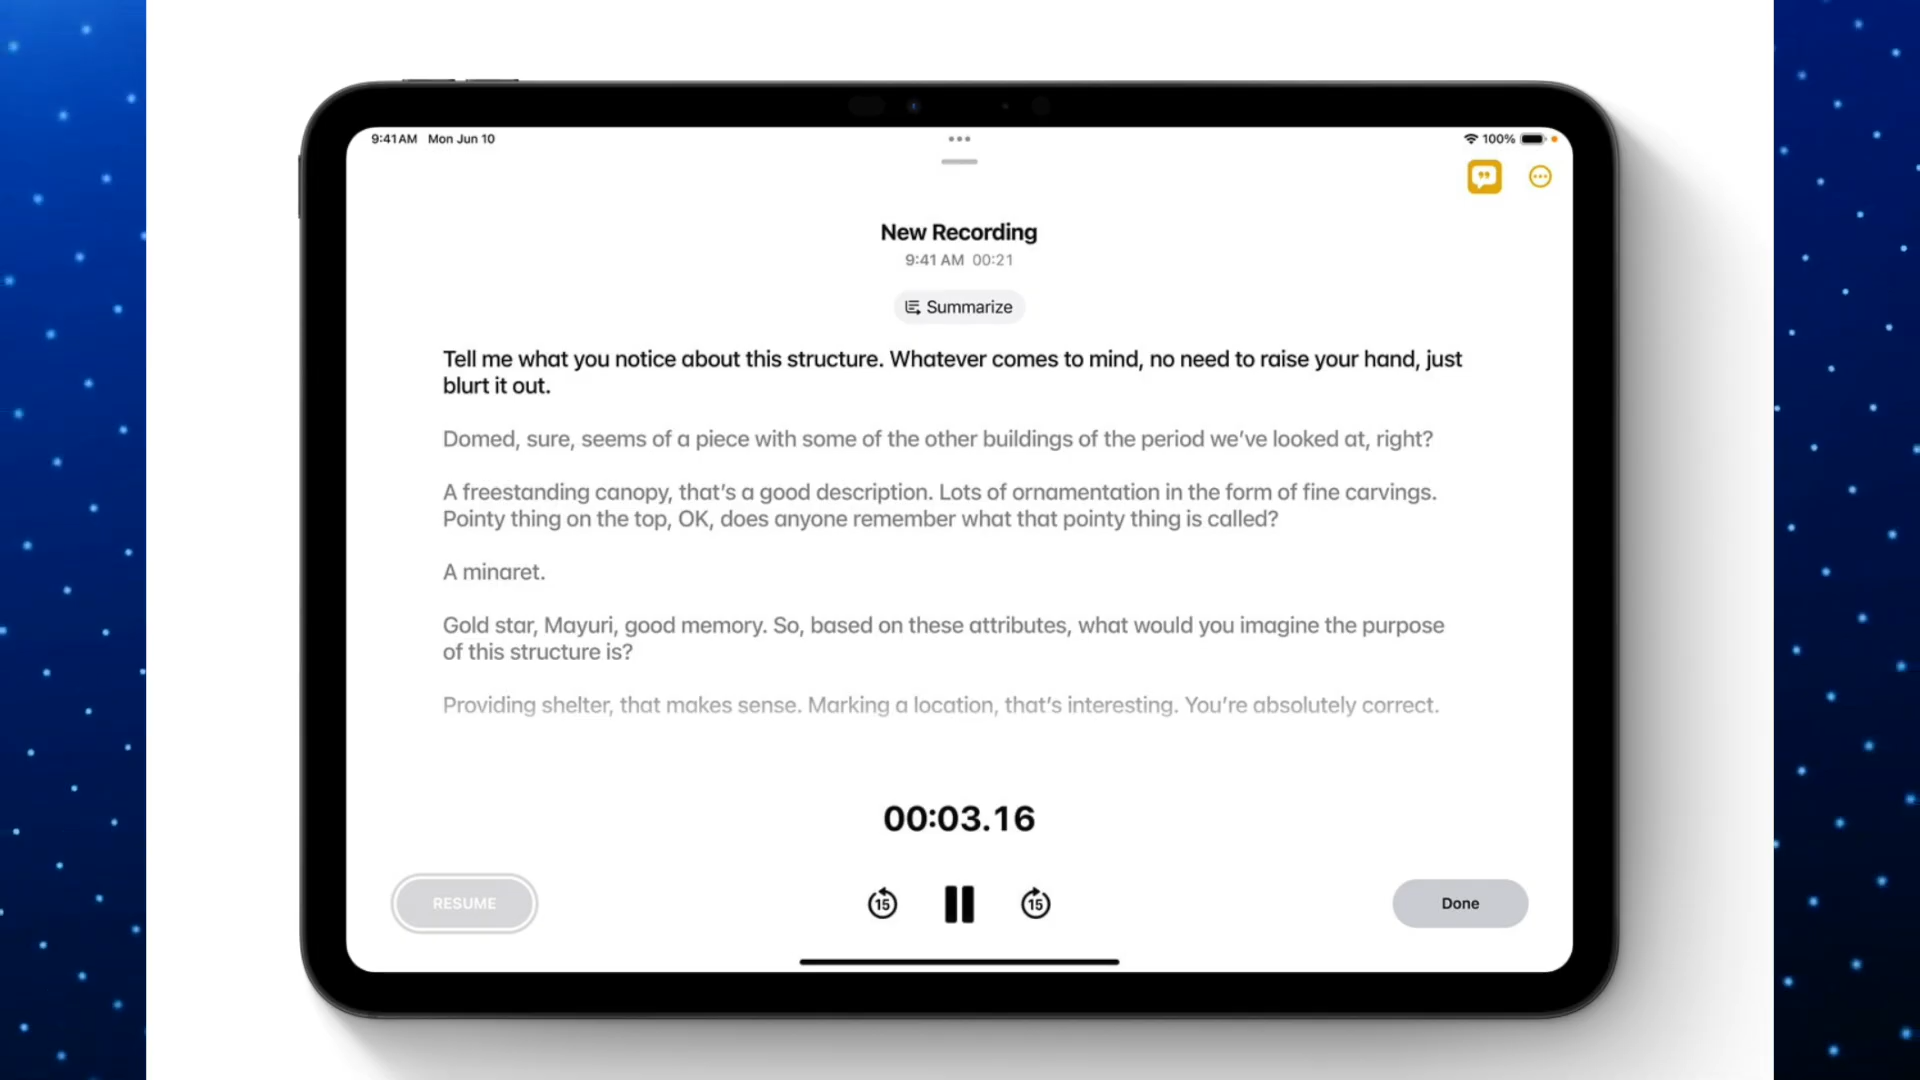 9:41 AM Mon Jun 10
100%
New Recording
9:41 AM 00:21
Summarize
Tell me what you notice about this structure. Whatever comes to mind, no need to raise your hand, just
blurt it out.
Domed, sure, seems of a piece with some of the other buildings of the period we’ve looked at, right?
A freestanding canopy, that’s a good description. Lots of ornamentation in the form of fine carvings.
Pointy thing on the top, OK, does anyone remember what that pointy thing is called?
A minaret.
Gold star, Mayuri, good memory. So, based on these attributes, what would you imagine the purpose
of this structure is?
Providing shelter, that makes sense. Marking a location, that’s interesting. You’re absolutely correct.
00:03.16
RESUME
15
15
Done